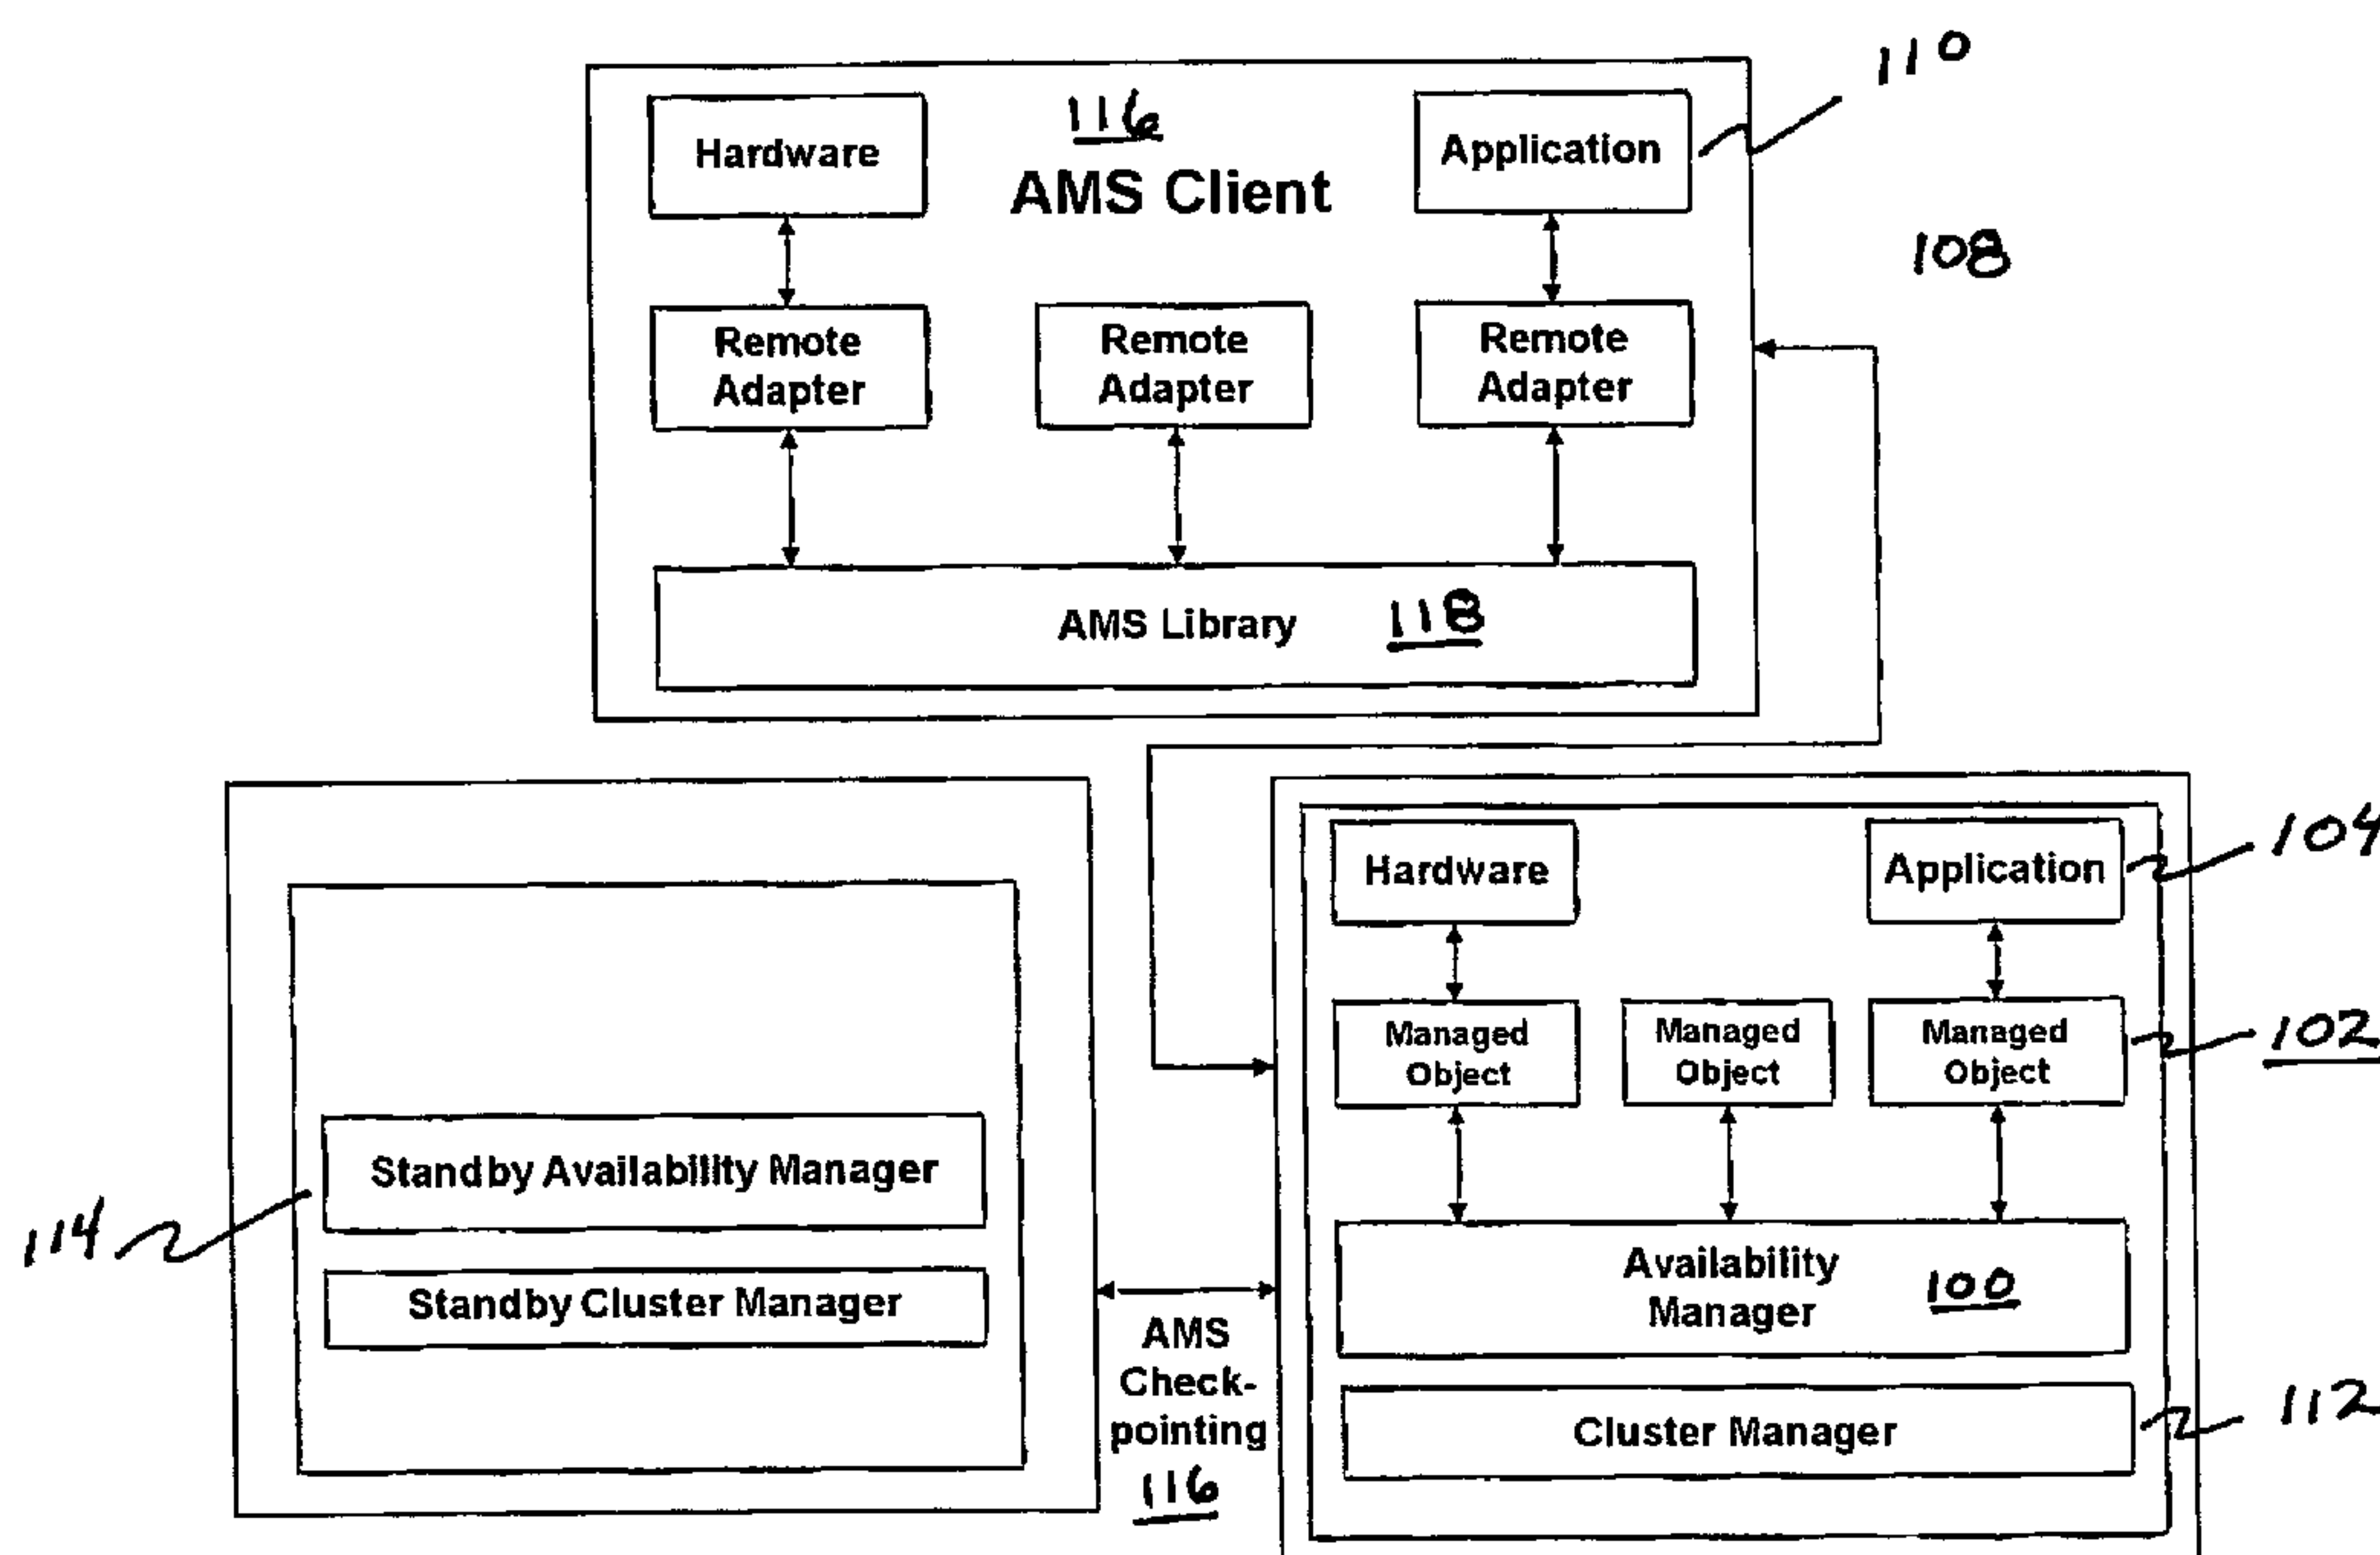 110
116
Hardware
Application
AMS Client
108
Remote
Adapter
Remote
Adapter
Remote
Adapter
AMS Library 118
104
Hardware
Application
Managed
Object
Managed
Object
Managed
Object
102
Standby Availability Manager
114
Availability
Manager
100
Standby Cluster Manager
AMS
Check-
pointing
116
Cluster Manager
112